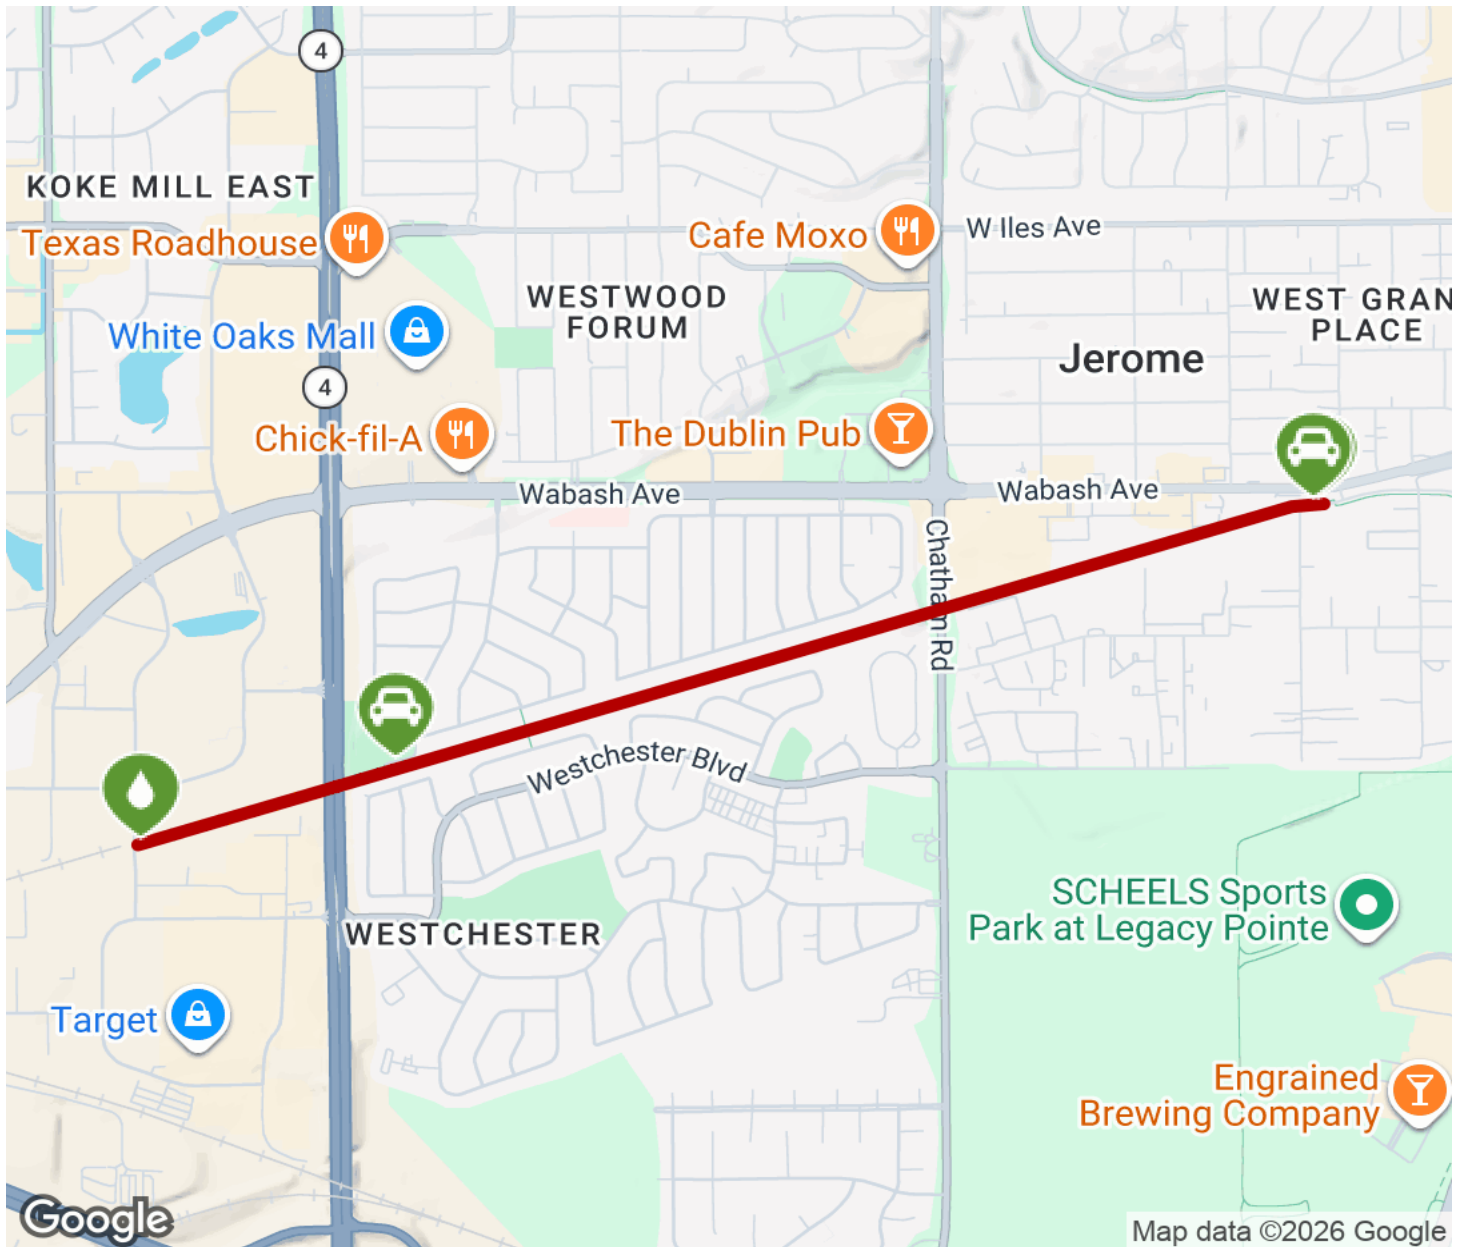 4
KOKE MILL EAST
Texas Roadhouse
Cafe Moxo
W Iles Ave
WESTWOOD
FORUM
WEST GRAN
PLACE
White Oaks Mall
Jerome
4
Chick-fil-A
The Dublin Pub
Wabash Ave
Wabash Ave
Chatham Rd
Westchester Blvd
SCHEELS Sports
Park at Legacy Pointe
WESTCHESTER
Target
Engrained
Brewing Company
Google
Map data ©2026 Google